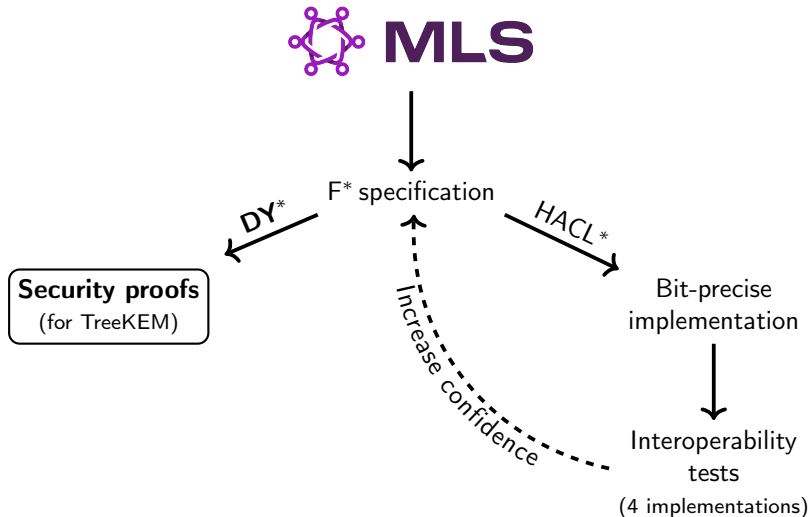 MLS
F* specification
DY*
HACL*
Security proofs
(for TreeKEM)
Bit-precise
implementation
Increase confidence
Interoperability
tests
(4 implementations)